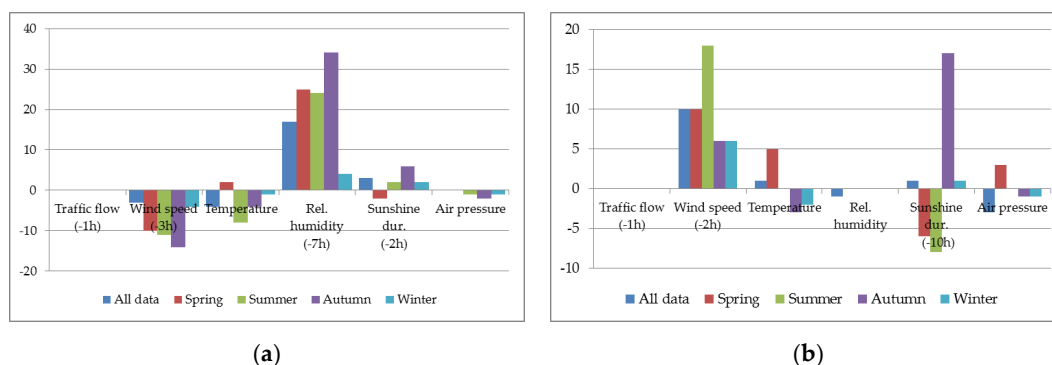 40
30
20
10
0
-10
-20
Traffic flow
(-1h)
Wind speed
(-3h)
Temperature
Rel.
humidity
(-7h)
Sunshine
dur.
(-2h)
Air pressure
All data Spring Summer Autumn Winter
(a)
20
15
10
5
0
-5
-10
Traffic flow
(-1h)
Wind speed
(-2h)
Temperature
Rel.
humidity
Sunshine
dur.
(-10h)
Air pressure
All data Spring Summer Autumn Winter
(b)